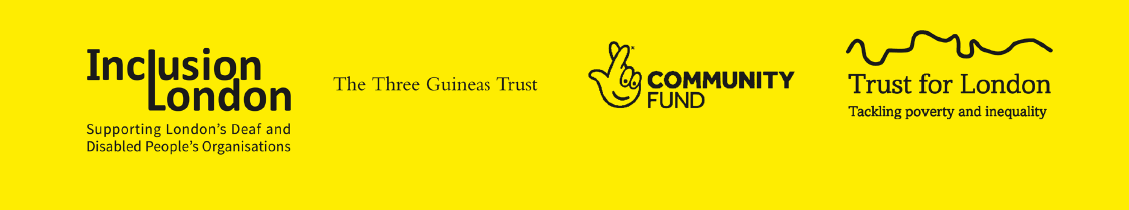 Inclusion
London
Supporting London's Deaf and
Disabled People's Organisations
The Three Guineas Trust
COMMUNITY
FUND
Trust for London
Tackling poverty and inequality